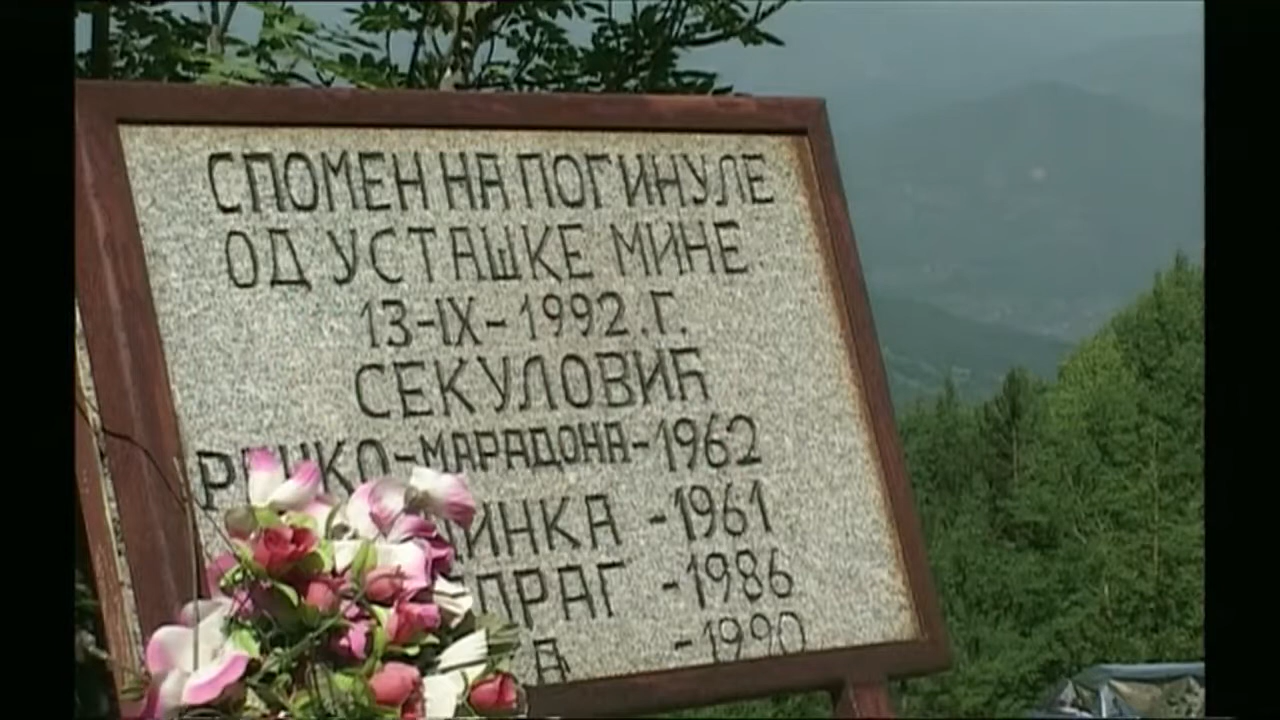 СПОМЕН НА ПОГИНУЛЕ
ОД УСТАШКЕ МИНЕ
13-IX-1992.Г.
СЕКУЛОВИЋ
-МАРАДОНА-1962
-1961
-1986
-1990